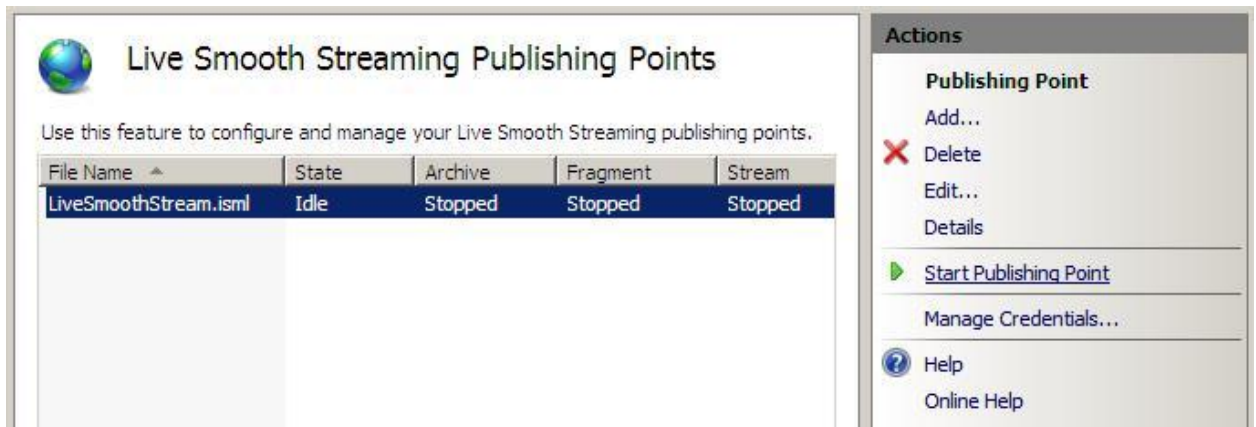 Live Smooth Streaming Publishing Points
Use this feature to configure and manage your Live Smooth Streaming publishing points.
File Name State Archive Fragment Stream
LiveSmoothStream.isml Idle Stopped Stopped Stopped
Actions
Publishing Point
Add...
Delete
Edit...
Details
Start Publishing Point
Manage Credentials...
Help
Online Help